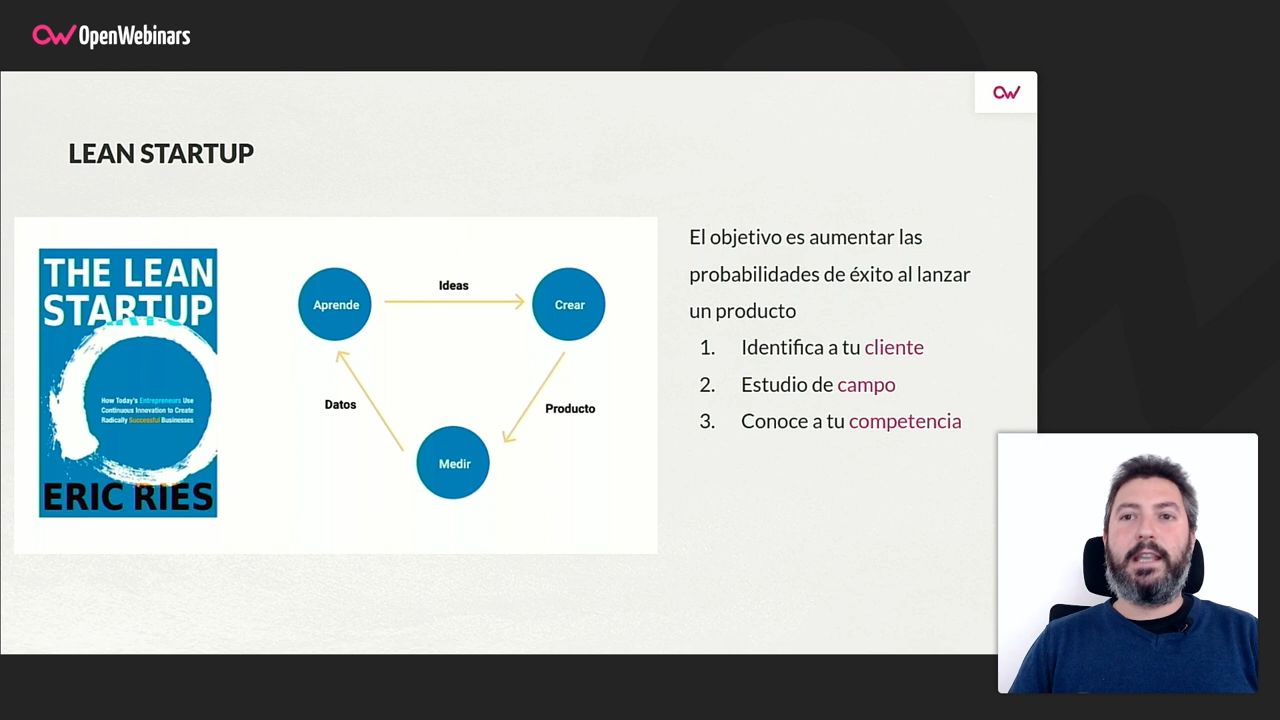 OpenWebinars
LEAN STARTUP
THE LEAN
STARTUP
How Today's Entrepreneurs Use
Continuous Innovation to Create
Radically Successful Businesses
ERIC RIES
Aprende
Ideas
Crear
Datos
Producto
Medir
El objetivo es aumentar las
probabilidades de éxito al lanzar
un producto
1. Identifica a tu cliente
2. Estudio de campo
3. Conoce a tu competencia